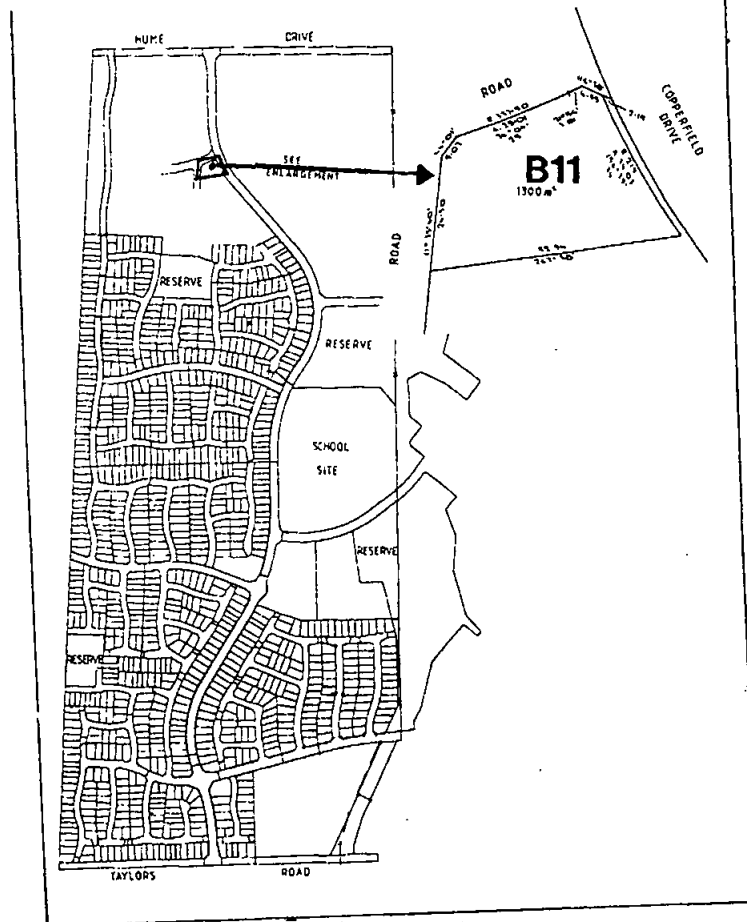 HUME DRIVE
ROAD
COPPERFIELD
DRIVE
SEE
ENLARGEMENT
B11
1300m²
ROAD
RESERVE
RESERVE
SCHOOL
SITE
RESERVE
RESERVE
TAYLORS ROAD